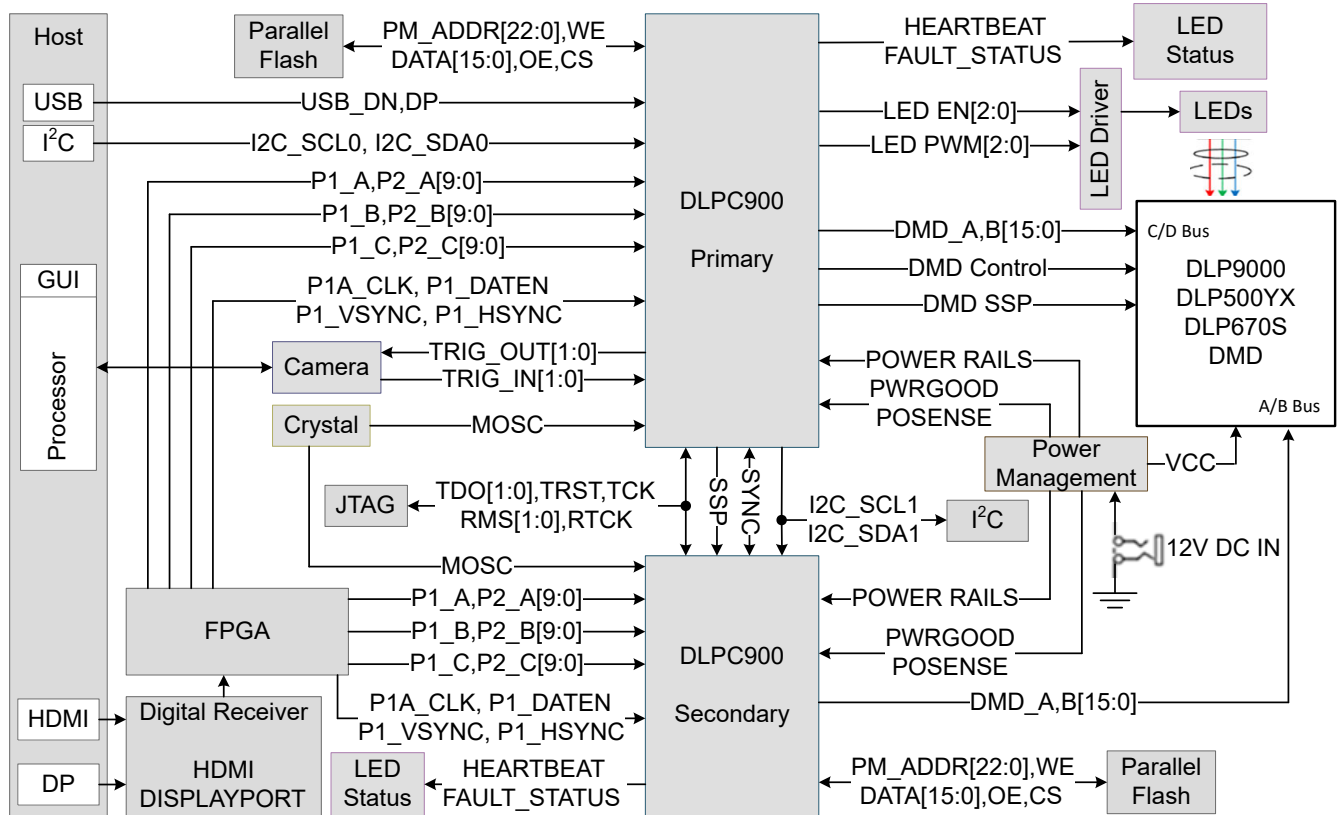 Host
Parallel
Flash
PM_ADDR[22:0],WE
DATA[15:0],OE,CS
HEARTBEAT
FAULT_STATUS
LED
Status
USB
USB_DN,DP
LED EN[2:0]
LED Driver
LEDs
I²C
I2C_SCL0, I2C_SDA0
LED PWM[2:0]
P1_A,P2_A[9:0]
P1_B,P2_B[9:0]
P1_C,P2_C[9:0]
DLPC900
Primary
DMD_A,B[15:0]
C/D Bus
DMD Control
DMD SSP
DLP9000
DLP500YX
DLP670S
DMD
A/B Bus
GUI
Processor
P1A_CLK, P1_DATEN
P1_VSYNC, P1_HSYNC
Camera
TRIG_OUT[1:0]
TRIG_IN[1:0]
POWER RAILS
PWRGOOD
POSENSE
Crystal
MOSC
Power
Management
VCC
JTAG
TDO[1:0],TRST,TCK
RMS[1:0],RTCK
SSP
SYNC
I2C_SCL1
I2C_SDA1
I²C
12V DC IN
MOSC
FPGA
P1_A,P2_A[9:0]
P1_B,P2_B[9:0]
P1_C,P2_C[9:0]
DLPC900
Secondary
POWER RAILS
PWRGOOD
POSENSE
HDMI
Digital Receiver
P1A_CLK, P1_DATEN
P1_VSYNC, P1_HSYNC
DMD_A,B[15:0]
DP
HDMI
DISPLAYPORT
LED
Status
HEARTBEAT
FAULT_STATUS
PM_ADDR[22:0],WE
DATA[15:0],OE,CS
Parallel
Flash